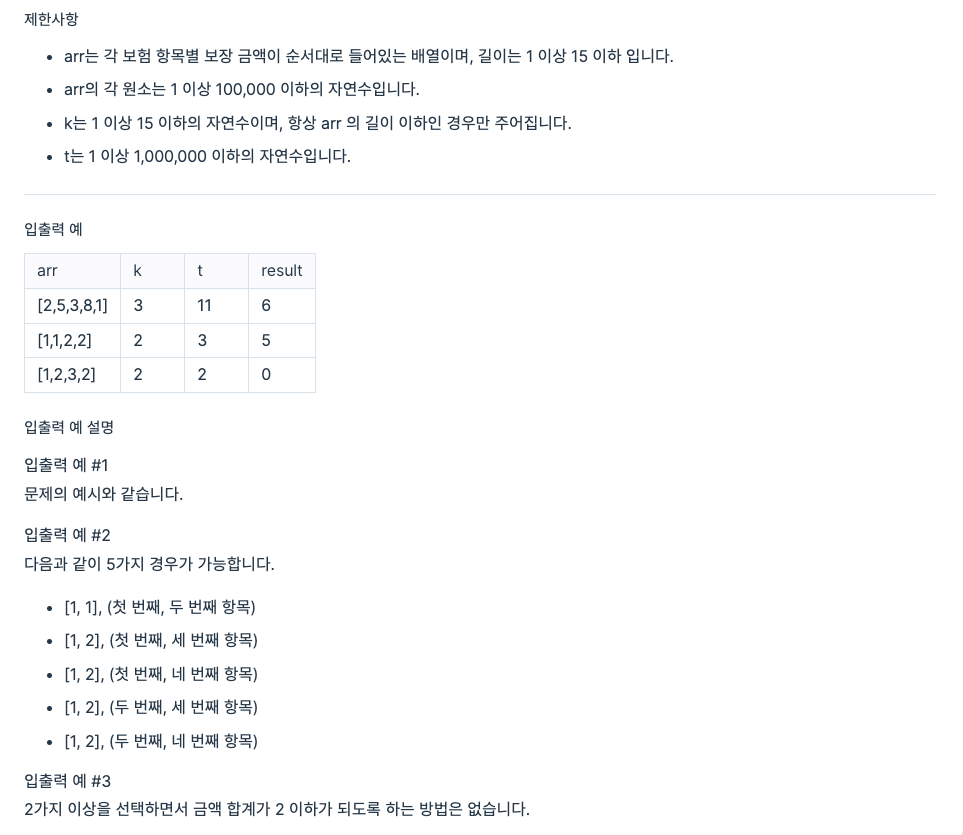 제한사항
• arr는 각 보험 항목별 보장 금액이 순서대로 들어있는 배열이며, 길이는 1 이상 15 이하 입니다.
• arr의 각 원소는 1 이상 100,000 이하의 자연수입니다.
• k는 1 이상 15 이하의 자연수이며, 항상 arr 의 길이 이하인 경우만 주어집니다.
• t는 1 이상 1,000,000 이하의 자연수입니다.
입출력 예
arr k t result
[2,5,3,8,1] 3 11 6
[1,1,2,2] 2 3 5
[1,2,3,2] 2 2 0
입출력 예 설명
입출력 예 #1
문제의 예시와 같습니다.
입출력 예 #2
다음과 같이 5가지 경우가 가능합니다.
• [1, 1], (첫 번째, 두 번째 항목)
• [1, 2], (첫 번째, 세 번째 항목)
• [1, 2], (첫 번째, 네 번째 항목)
• [1, 2], (두 번째, 세 번째 항목)
• [1, 2], (두 번째, 네 번째 항목)
입출력 예 #3
2가지 이상을 선택하면서 금액 합계가 2 이하가 되도록 하는 방법은 없습니다.